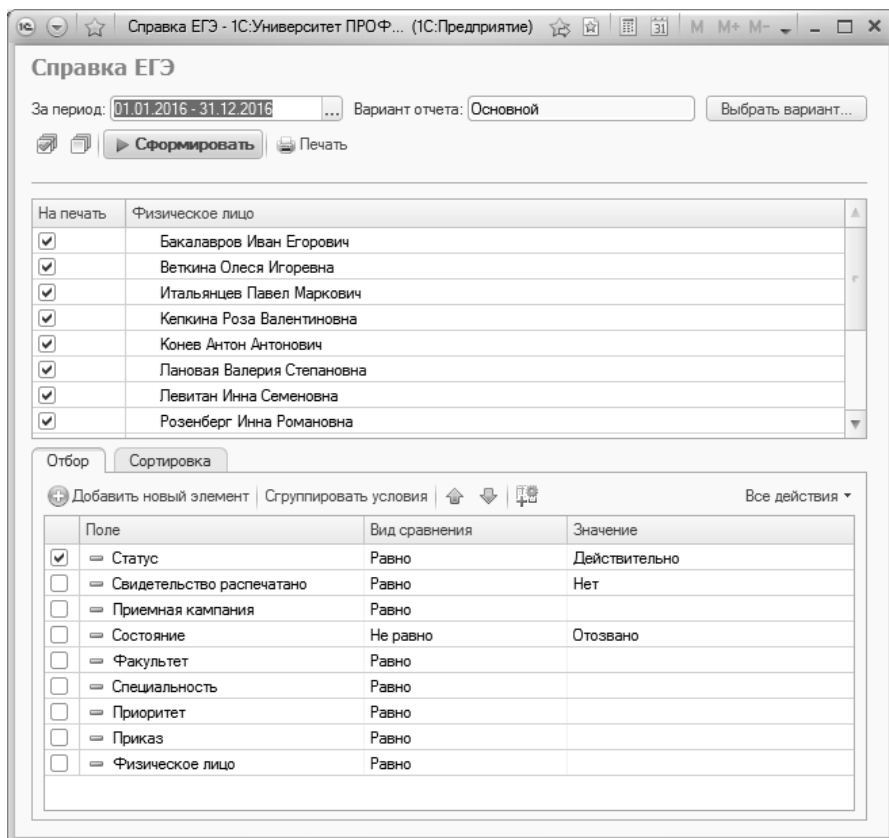 1С Справка ЕГЭ - 1С:Университет ПРОФ... (1С:Предприятие) 31 M M+ M-
Справка ЕГЭ
За период: 01.01.2016 - 31.12.2016 ... Вариант отчета: Основной Выбрать вариант...
Сформировать Печать
На печать Физическое лицо
Бакалавров Иван Егорович
Веткина Олеся Игоревна
Итальянцев Павел Маркович
Кепкина Роза Валентиновна
Конев Антон Антонович
Лановая Валерия Степановна
Левитан Инна Семеновна
Розенберг Инна Романовна
Отбор Сортировка
Добавить новый элемент Сгруппировать условия Все действия
Поле Вид сравнения Значение
Статус Равно Действительно
Свидетельство распечатано Равно Нет
Приемная кампания Равно
Состояние Не равно Отозвано
Факультет Равно
Специальность Равно
Приоритет Равно
Приказ Равно
Физическое лицо Равно